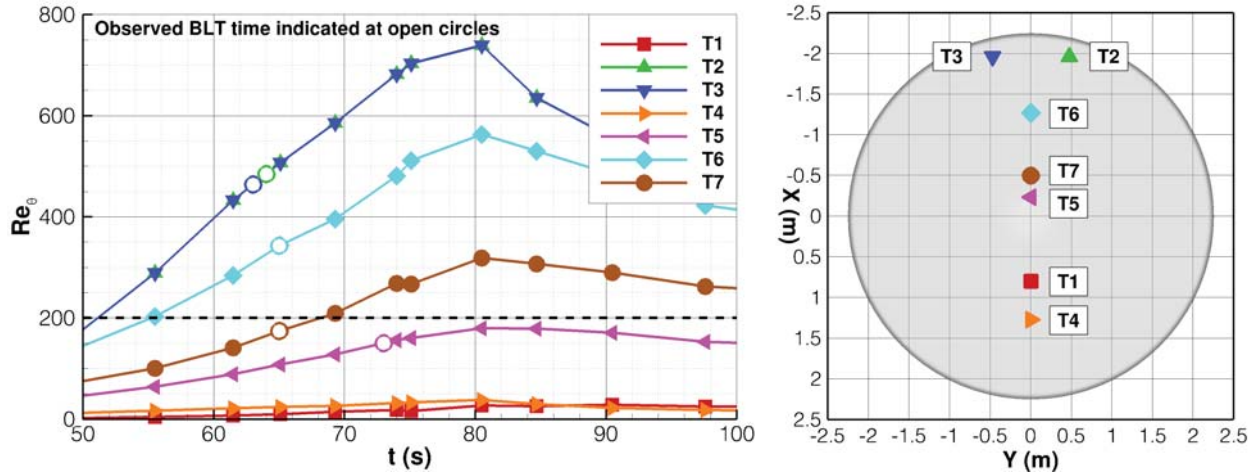 Observed BLT time indicated at open circles
T1
T2
T3
T4
T5
T6
T7
800
600
400
200
0
Re_θ
50 60 70 80 90 100
t (s)
-2.5
-2
-1.5
-1
-0.5
0
0.5
1
1.5
2
2.5
X (m)
T3 T2
T6
T7
T5
T1
T4
-2.5 -2 -1.5 -1 -0.5 0 0.5 1 1.5 2 2.5
Y (m)